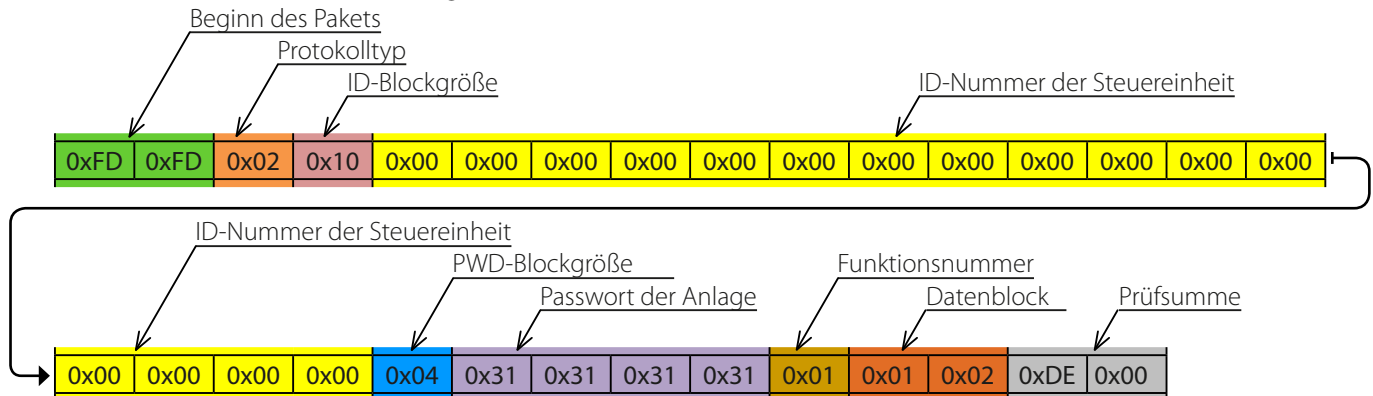 Beginn des Pakets
Protokolltyp
ID-Blockgröße
ID-Nummer der Steuereinheit
0xFD 0xFD 0x02 0x10 0x00 0x00 0x00 0x00 0x00 0x00 0x00 0x00 0x00 0x00 0x00 0x00
ID-Nummer der Steuereinheit
PWD-Blockgröße
Funktionsnummer
Passwort der Anlage
Datenblock
Prüfsumme
0x00 0x00 0x00 0x00 0x04 0x31 0x31 0x31 0x31 0x01 0x01 0x02 0xDE 0x00